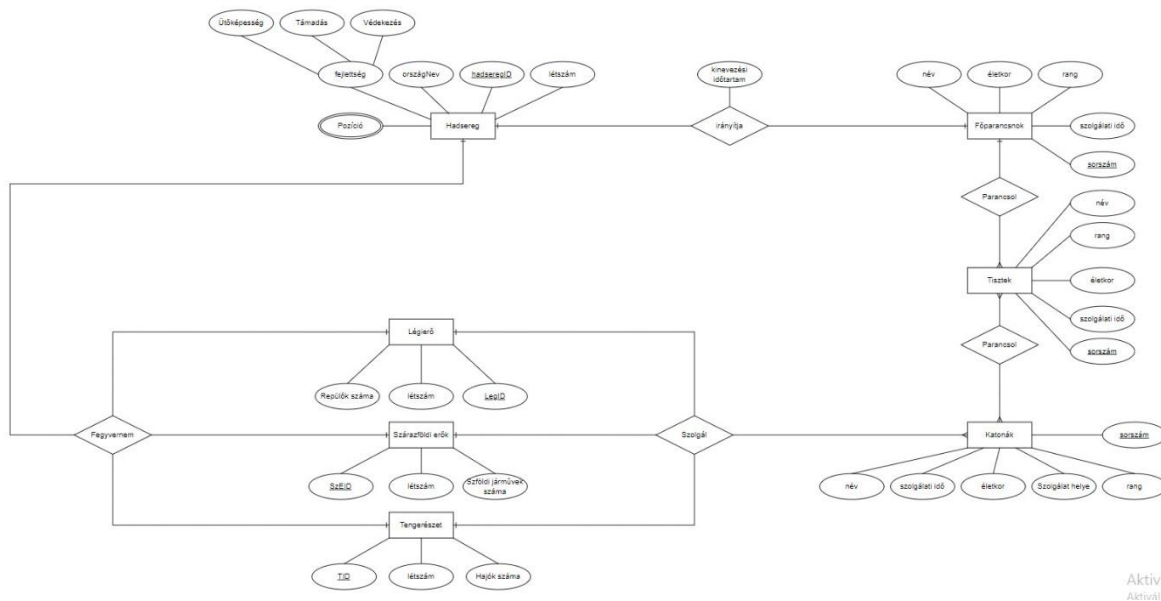 Ütőképesség
Támadás
Védekezés
fejlettség
országNev
hadseregID
létszám
kinevezési
időtartam
név
életkor
rang
Pozíció
Hadsereg
irányítja
Főparancsnok
szolgálati idő
sorszám
Parancsol
név
rang
Tisztek
életkor
szolgálati idő
sorszám
Parancsol
Légierő
Repülők száma
létszám
LegID
Fegyvernem
Szárazföldi erők
Szolgál
Katonák
sorszám
SzEID
létszám
Szföldi járművek
száma
név
szolgálati idő
életkor
Szolgálat helye
rang
Tengerészet
TID
létszám
Hajók száma
Aktiv
Aktivál